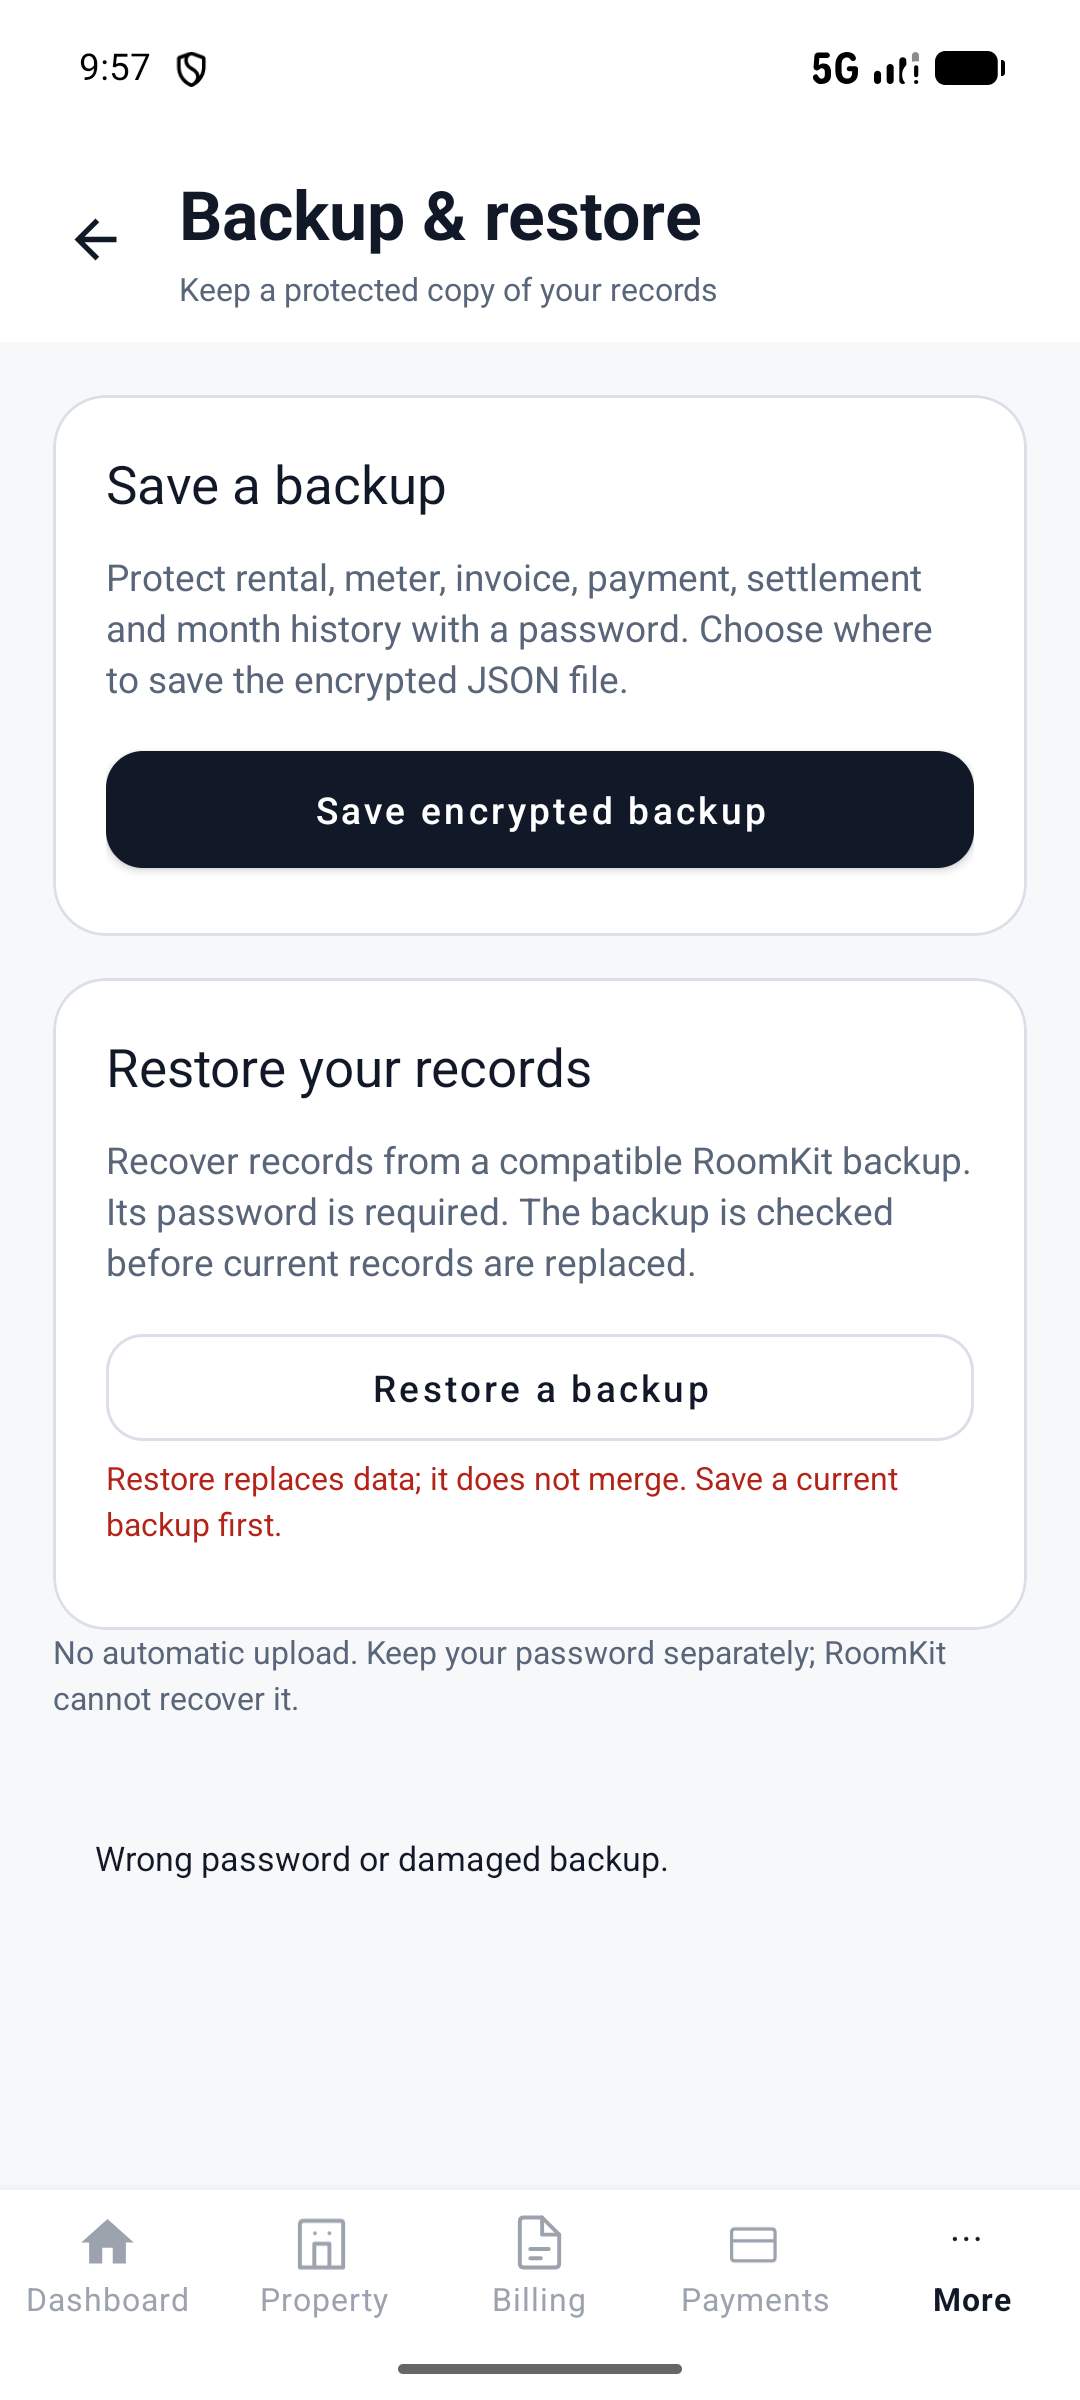 9:57
5G
Backup & restore
Keep a protected copy of your records
Save a backup
Protect rental, meter, invoice, payment, settlement
and month history with a password. Choose where
to save the encrypted JSON file.
Save encrypted backup
Restore your records
Recover records from a compatible RoomKit backup.
Its password is required. The backup is checked
before current records are replaced.
Restore a backup
Restore replaces data; it does not merge. Save a current
backup first.
No automatic upload. Keep your password separately; RoomKit
cannot recover it.
Wrong password or damaged backup.
Dashboard
Property
Billing
Payments
More